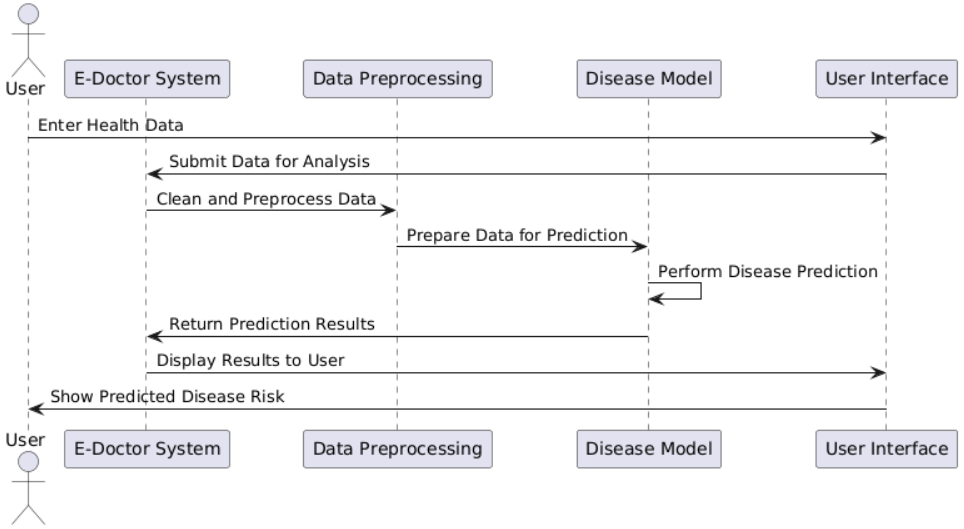 User
E-Doctor System
Data Preprocessing
Disease Model
User Interface
Enter Health Data
Submit Data for Analysis
Clean and Preprocess Data
Prepare Data for Prediction
Perform Disease Prediction
Return Prediction Results
Display Results to User
Show Predicted Disease Risk
User
E-Doctor System
Data Preprocessing
Disease Model
User Interface